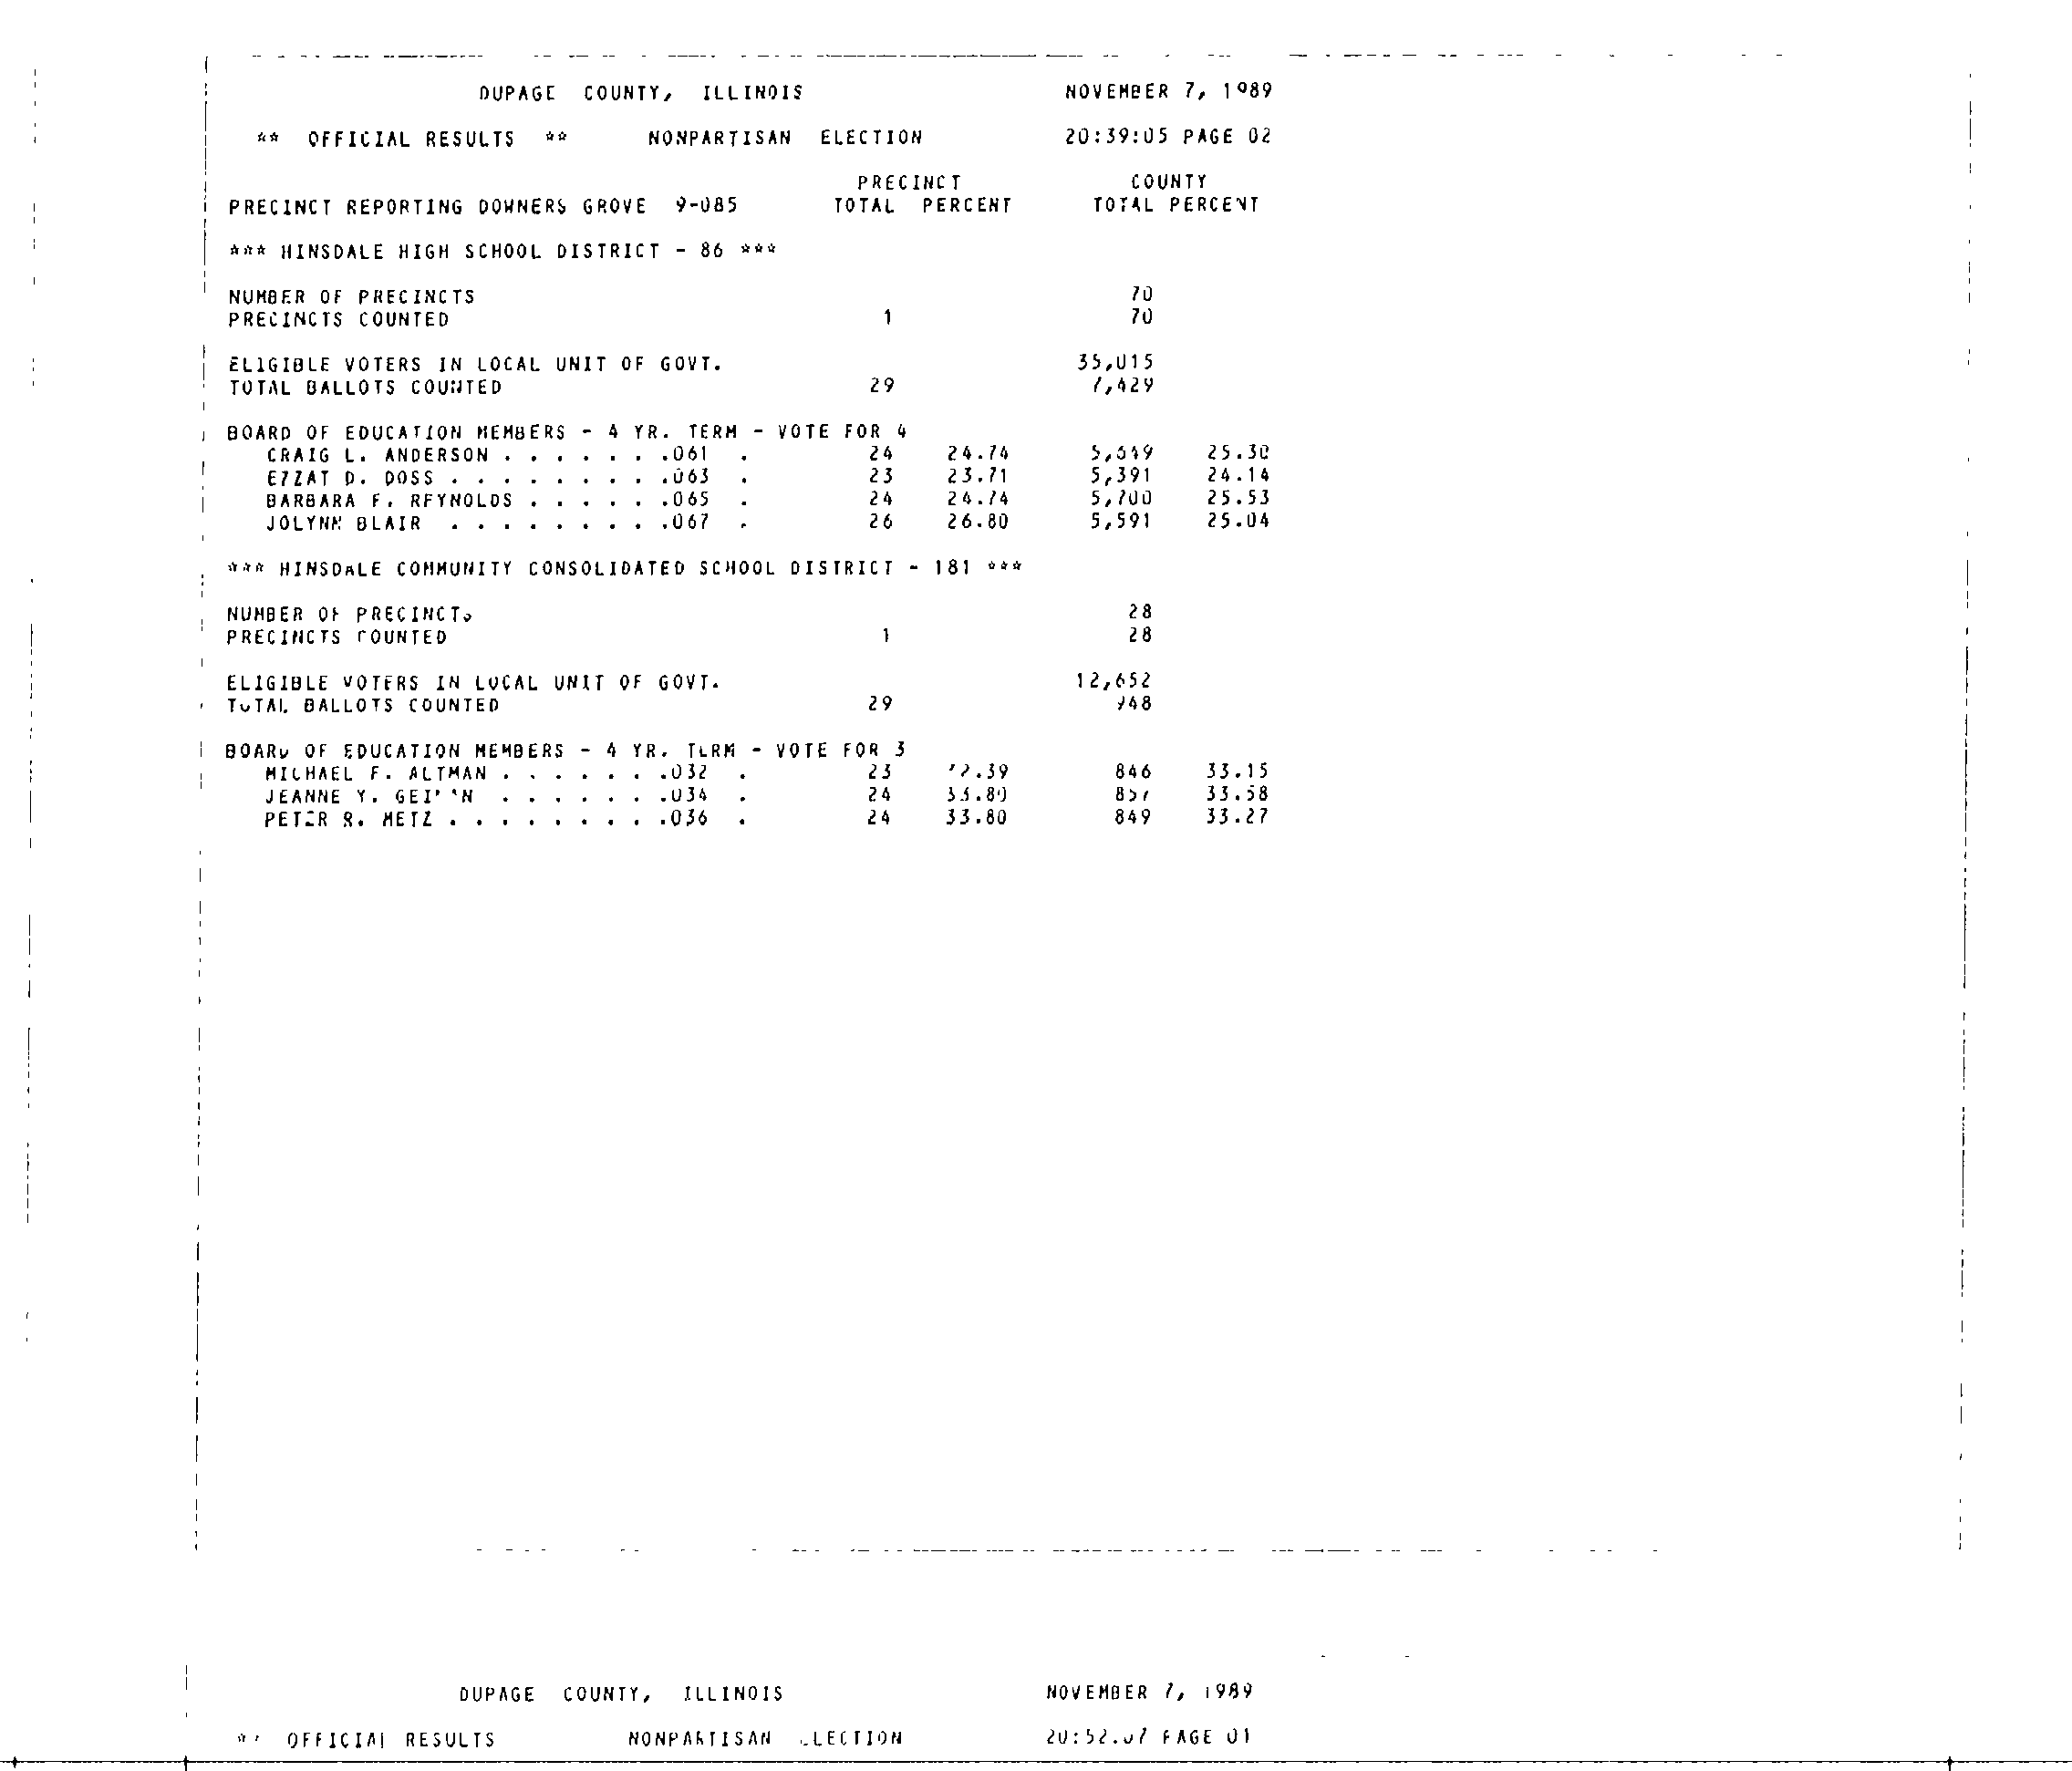 DUPAGE COUNTY, ILLINOIS NOVEMBER 7, 1989
** OFFICIAL RESULTS ** NONPARTISAN ELECTION 20:39:05 PAGE 02
PRECINCT COUNTY
PRECINCT REPORTING DOWNERS GROVE 9-085 TOTAL PERCENT TOTAL PERCENT
*** HINSDALE HIGH SCHOOL DISTRICT - 86 ***
NUMBER OF PRECINCTS 70
PRECINCTS COUNTED 1 70
ELIGIBLE VOTERS IN LOCAL UNIT OF GOVT. 35,015
TOTAL BALLOTS COUNTED 29 7,429
BOARD OF EDUCATION MEMBERS - 4 YR. TERM - VOTE FOR 4
CRAIG L. ANDERSON . . . . . . .061 . 24 24.74 25.30
EZZAT D. DOSS . . . . . . . . .063 . 23 23.71 5,391 24.14
BARBARA F. REYNOLDS . . . . . .065 . 24 24.74 5,700 25.53
JOLYNN BLAIR . . . . . . . . .067 . 26 26.80 5,591 25.04
*** HINSDALE COMMUNITY CONSOLIDATED SCHOOL DISTRICT - 181 ***
NUMBER OF PRECINCTS 28
PRECINCTS COUNTED 1 28
ELIGIBLE VOTERS IN LOCAL UNIT OF GOVT. 12,652
TOTAL BALLOTS COUNTED 29 948
BOARD OF EDUCATION MEMBERS - 4 YR. TERM - VOTE FOR 3
MICHAEL F. ALTMAN . . . . . . .032 . 23 32.39 846 33.15
JEANNE Y. . . . . . . .034 . 24 33.80 857 33.58
PETER R. METZ . . . . . . . . .036 . 24 33.80 849 33.27
DUPAGE COUNTY, ILLINOIS NOVEMBER 7, 1989
OFFICIAL RESULTS NONPARTISAN ELECTION 20:52:07 PAGE 01